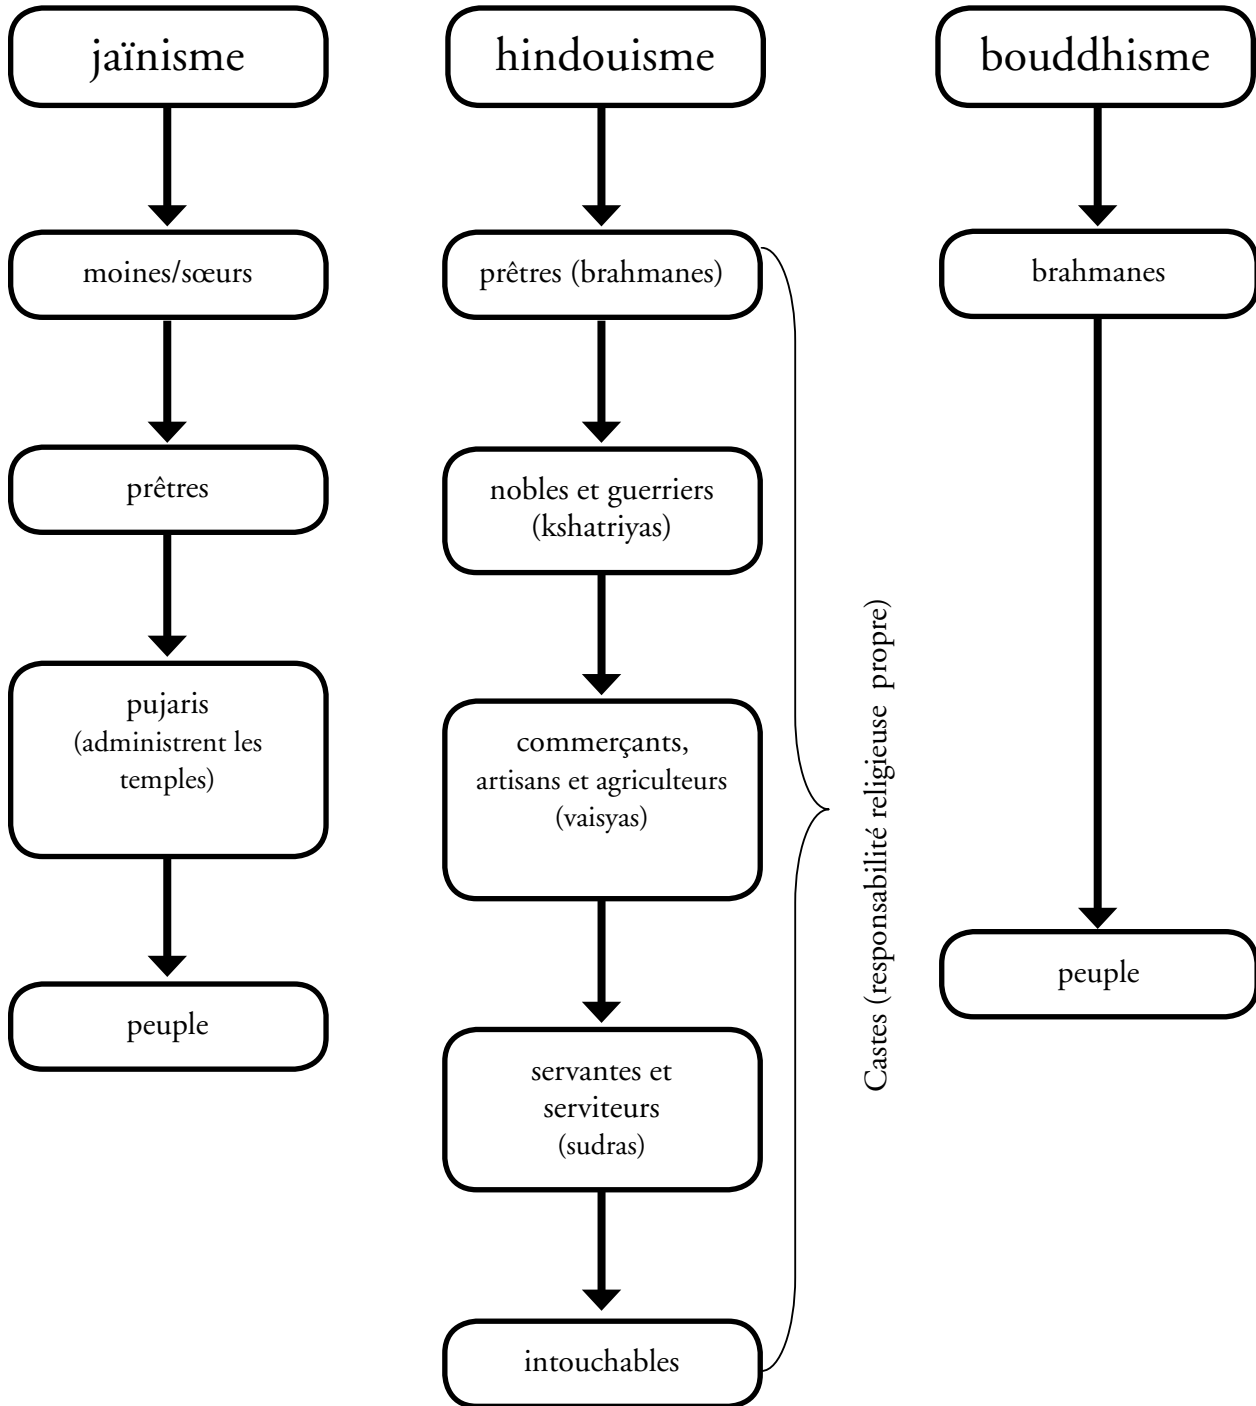 jaïnisme
moines/sœurs
prêtres
pujaris
(administrent les
temples)
peuple
hindouisme
prêtres (brahmanes)
nobles et guerriers
(kshatriyas)
commerçants,
artisans et agriculteurs
(vaisyas)
servantes et
serviteurs
(sudras)
intouchables
Castes (responsabilité religieuse propre)
bouddhisme
brahmanes
peuple